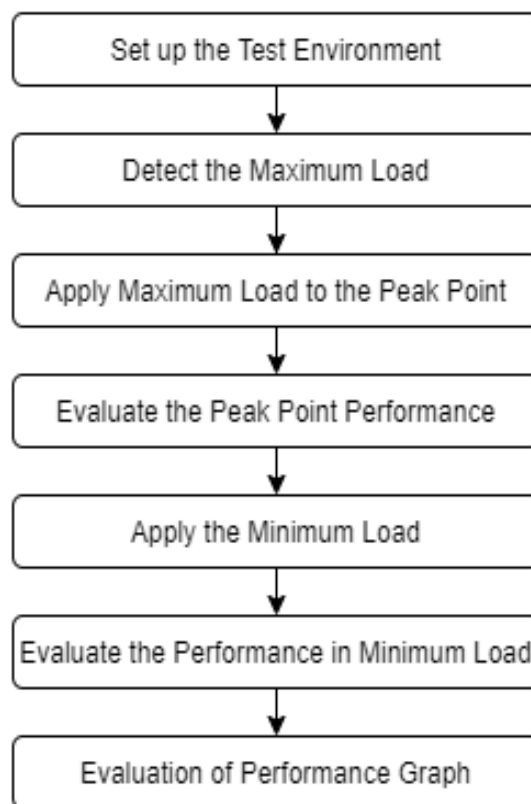 Set up the Test Environment
Detect the Maximum Load
Apply Maximum Load to the Peak Point
Evaluate the Peak Point Performance
Apply the Minimum Load
Evaluate the Performance in Minimum Load
Evaluation of Performance Graph